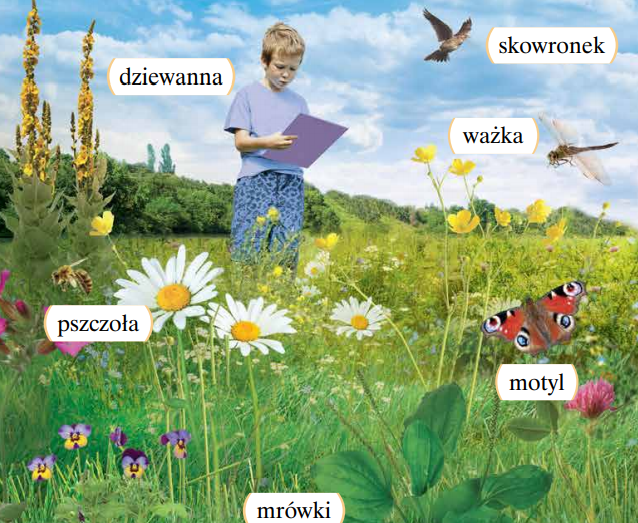 skowronek
dziewanna
ważka
pszczoła
motyl
mrówki